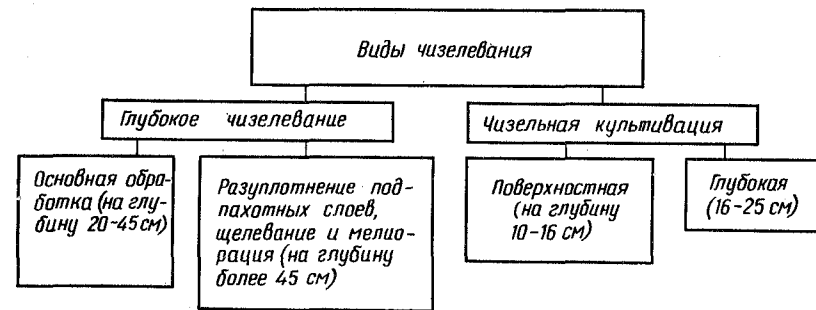 Виды чизелевания
Глубокое чизелевание
Чизельная культивация
Основная обра-
ботка (на глу-
бину 20-45 см)
Разуплотнение под-
пахотных слоев,
щелевание и мелио-
рация (на глубину
более 45 см)
Поверхностная
(на глубину
10-16 см)
Глубокая
(16-25 см)